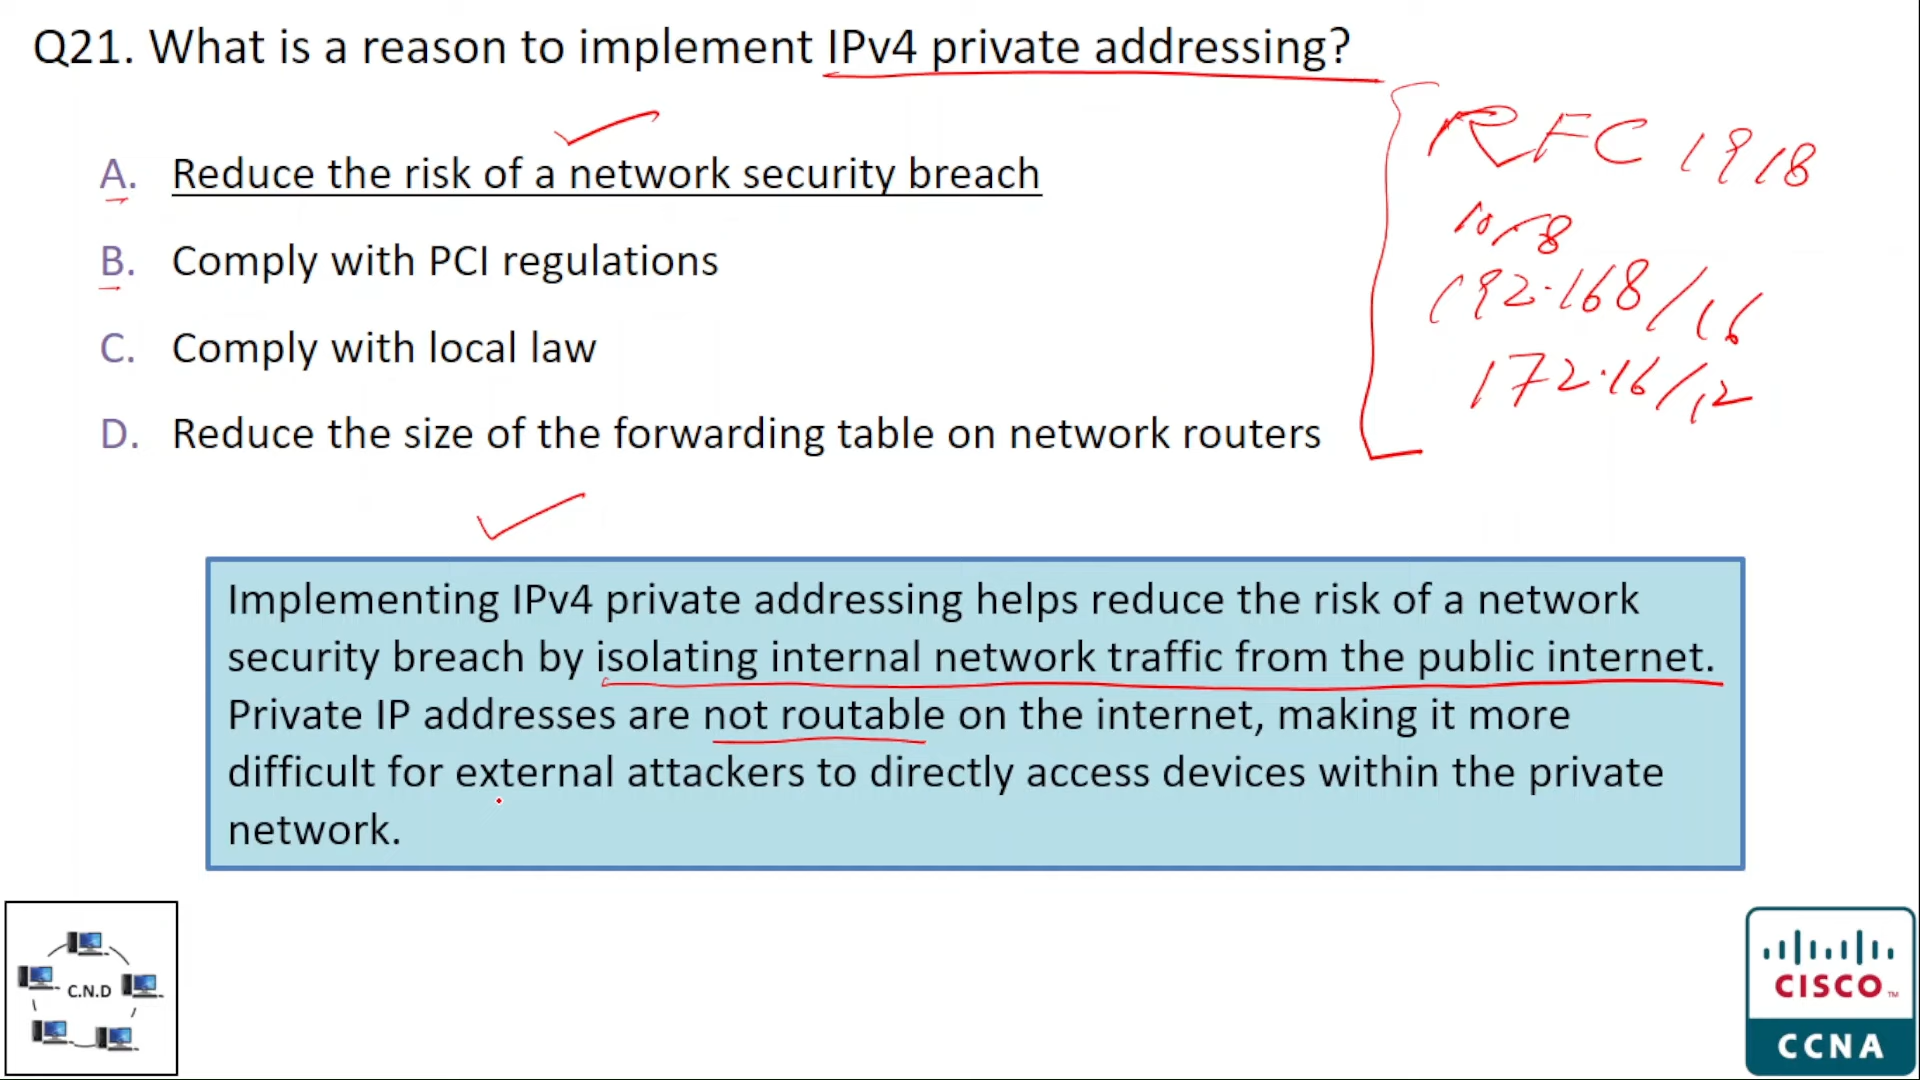 Q21. What is a reason to implement IPv4 private addressing?
A. Reduce the risk of a network security breach
B. Comply with PCI regulations
C. Comply with local law
D. Reduce the size of the forwarding table on network routers
RFC 1918
10/8
192.168/16
172.16/12
Implementing IPv4 private addressing helps reduce the risk of a network
security breach by isolating internal network traffic from the public internet.
Private IP addresses are not routable on the internet, making it more
difficult for external attackers to directly access devices within the private
network.
C.N.D
CISCO™
CCNA